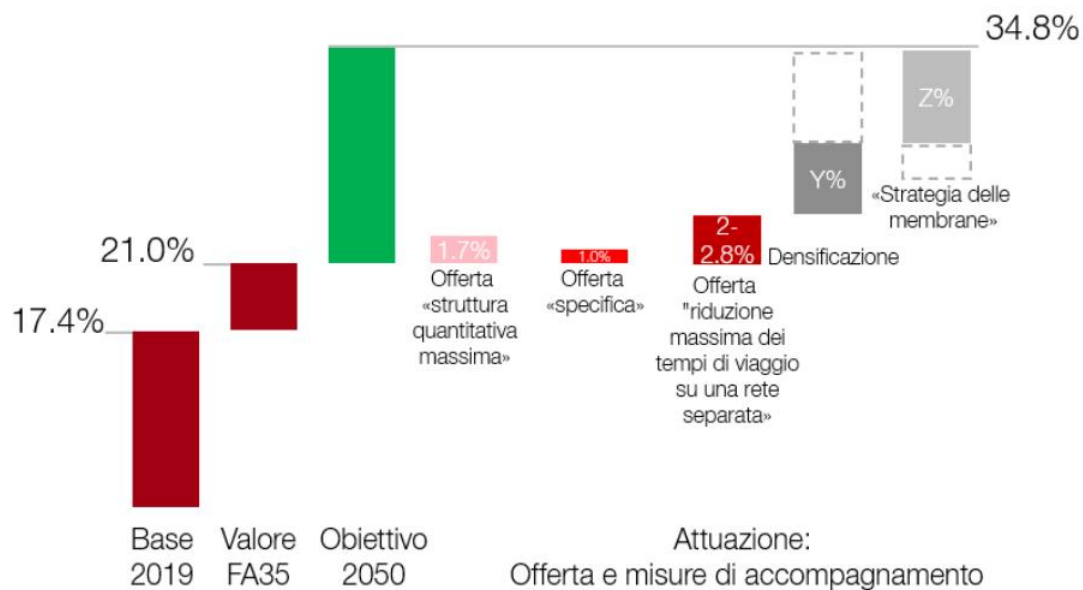 34.8%
Z%
Y%
«Strategia delle
membrane»
21.0%
1.7%
1.0%
2-
2.8%
Densificazione
Offerta
«struttura
quantitativa
massima»
Offerta
«specifica»
Offerta
"riduzione
massima dei
tempi di viaggio
su una rete
separata»
17.4%
Base
2019
Valore
FA35
Obiettivo
2050
Attuazione:
Offerta e misure di accompagnamento